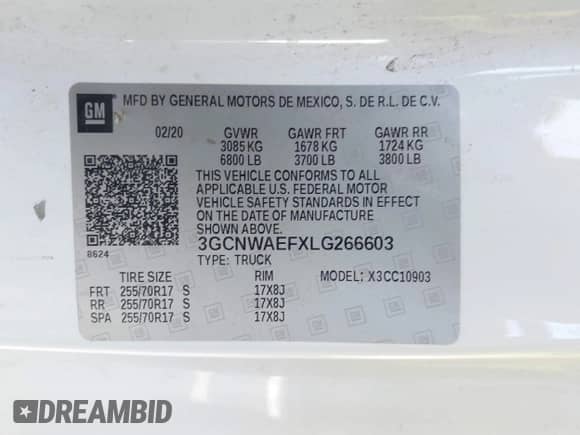 GM
MFD BY GENERAL MOTORS DE MEXICO, S. DE R.L. DE C.V.
02/20 GVWR GAWR FRT GAWR RR
3085 KG 1678 KG 1724 KG
6800 LB 3700 LB 3800 LB
THIS VEHICLE CONFORMS TO ALL
APPLICABLE U.S. FEDERAL MOTOR
VEHICLE SAFETY STANDARDS IN EFFECT
ON THE DATE OF MANUFACTURE
SHOWN ABOVE.
8624
3GCNWAEFXLG266603
TYPE: TRUCK
TIRE SIZE RIM MODEL: X3CC10903
FRT 255/70R17 S 17X8J
RR 255/70R17 S 17X8J
SPA 255/70R17 S 17X8J
DREAMBID